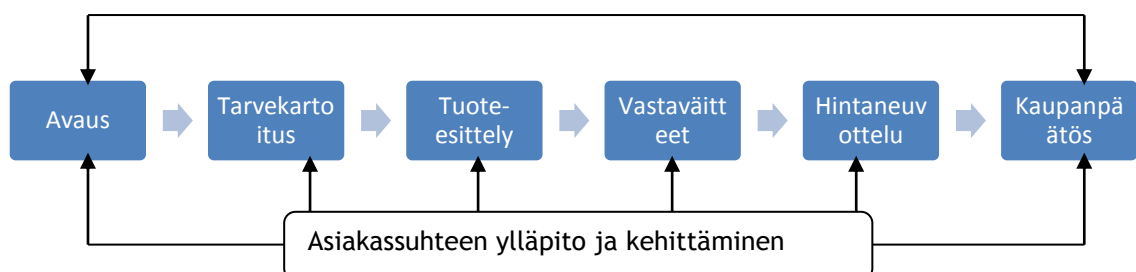 Avaus
Tarvekarto
itus
Tuote-
esittely
Vastaväitt
eet
Hintaneuv
ottelu
Kaupanpä
ätös
Asiakassuhteen ylläpito ja kehittäminen